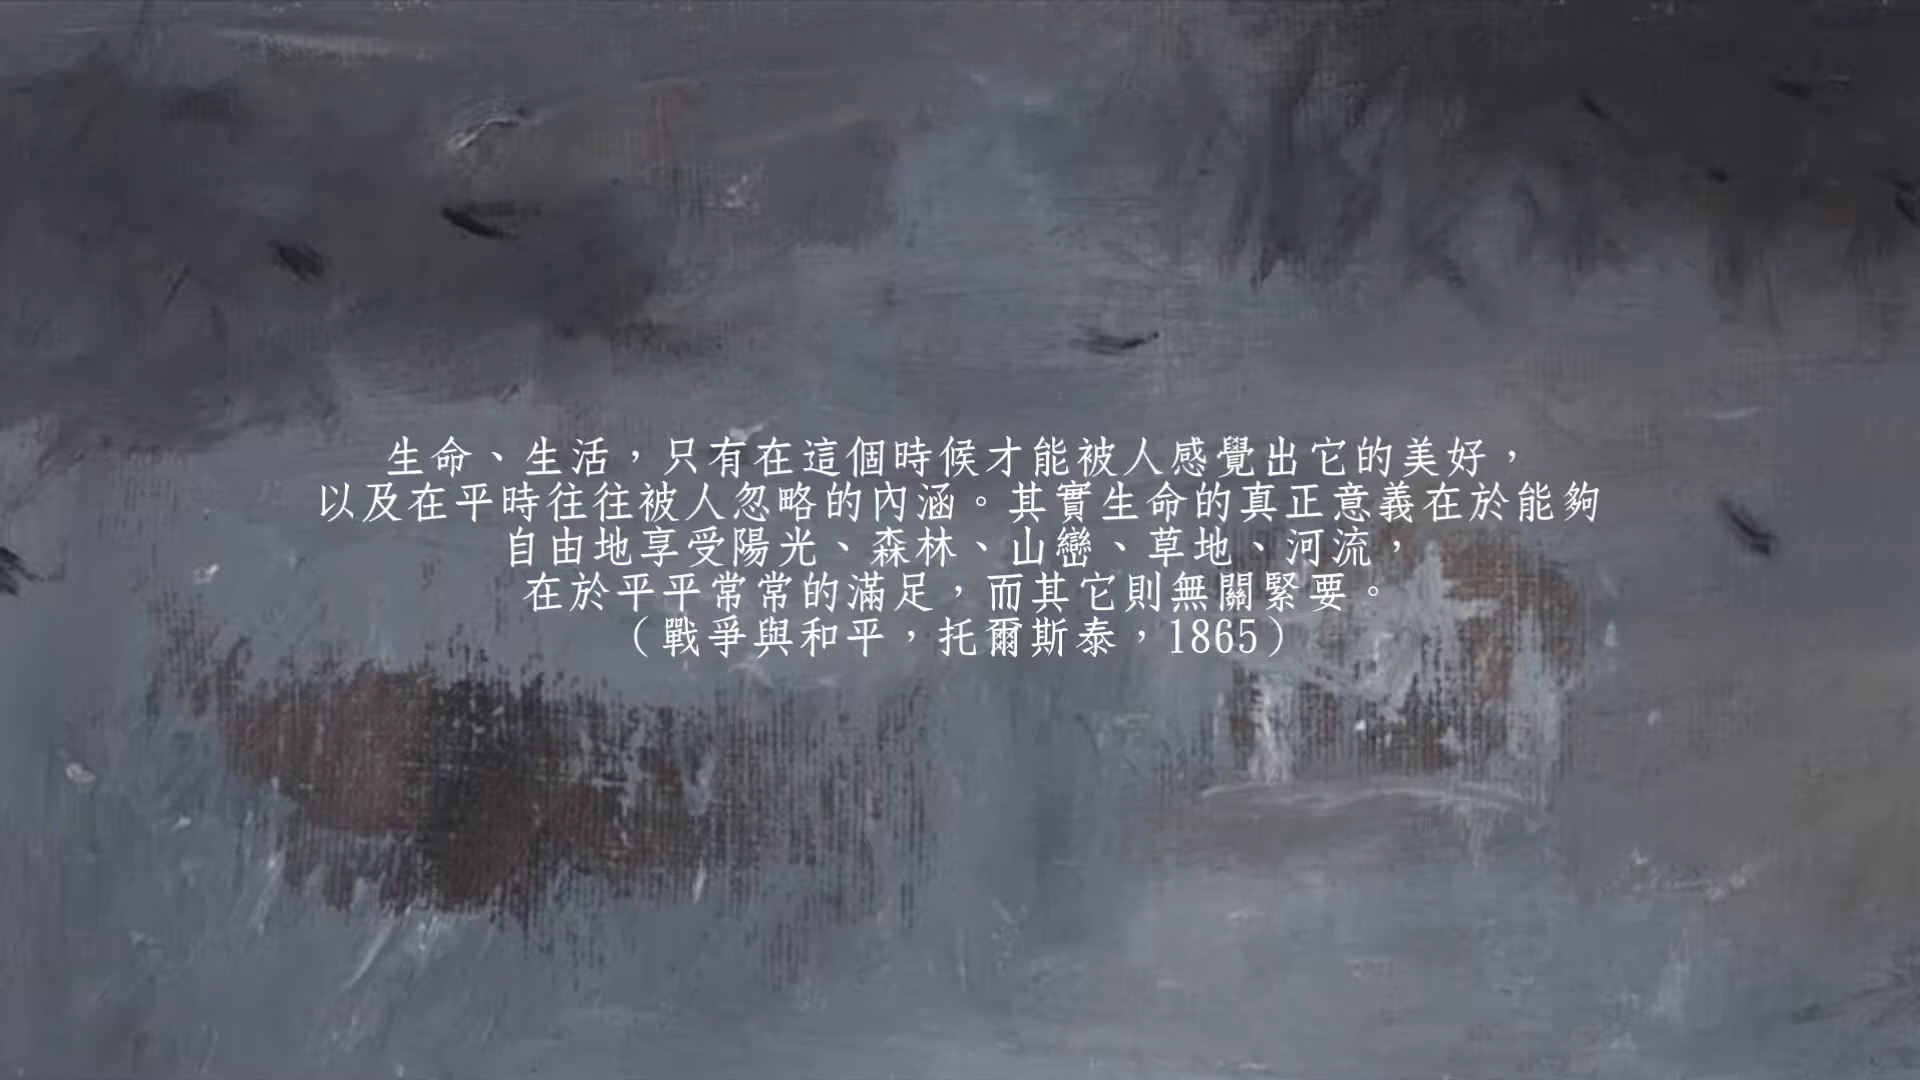 生命、生活，只有在這個時候才能被人感覺出它的美好，
以及在平時往往被人忽略的內涵。其實生命的真正意義在於能夠
自由地享受陽光、森林、山巒、草地、河流，
在於平平常常的滿足，而其它則無關緊要。
（戰爭與和平，托爾斯泰，1865）